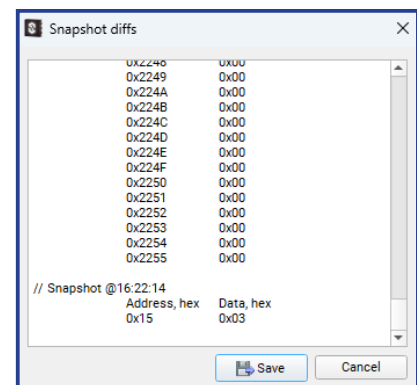 Snapshot diffs
0x2248 0x00
0x2249 0x00
0x224A 0x00
0x224B 0x00
0x224C 0x00
0x224D 0x00
0x224E 0x00
0x224F 0x00
0x2250 0x00
0x2251 0x00
0x2252 0x00
0x2253 0x00
0x2254 0x00
0x2255 0x00
// Snapshot @16:22:14
Address, hex Data, hex
0x15 0x03
Save Cancel